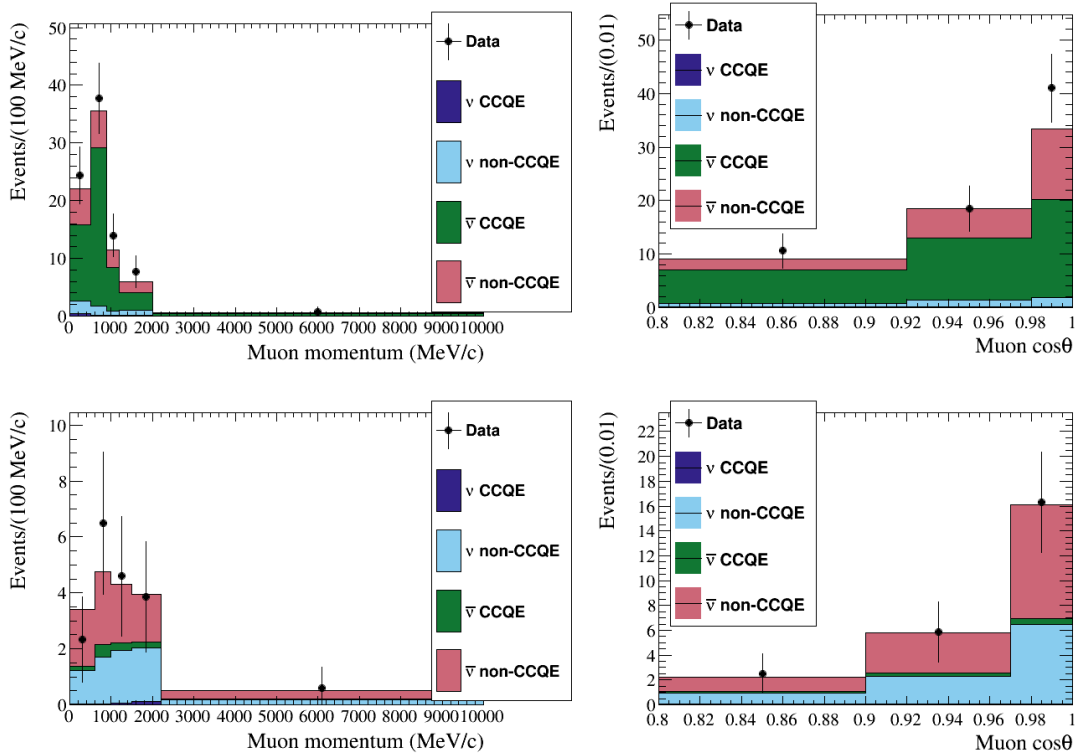 Events/(100 MeV/c)
50
40
30
20
10
0
Data
ν CCQE
ν non-CCQE
ν̅ CCQE
ν̅ non-CCQE
0 1000 2000 3000 4000 5000 6000 7000 8000 9000 10000
Muon momentum (MeV/c)
Events/(0.01)
50
40
30
20
10
0
Data
ν CCQE
ν non-CCQE
ν̅ CCQE
ν̅ non-CCQE
0.8 0.82 0.84 0.86 0.88 0.9 0.92 0.94 0.96 0.98 1
Muon cosθ
Events/(100 MeV/c)
10
8
6
4
2
0
Data
ν CCQE
ν non-CCQE
ν̅ CCQE
ν̅ non-CCQE
0 1000 2000 3000 4000 5000 6000 7000 8000 9000 10000
Muon momentum (MeV/c)
Events/(0.01)
22
20
18
16
14
12
10
8
6
4
2
0
Data
ν CCQE
ν non-CCQE
ν̅ CCQE
ν̅ non-CCQE
0.8 0.82 0.84 0.86 0.88 0.9 0.92 0.94 0.96 0.98 1
Muon cosθ